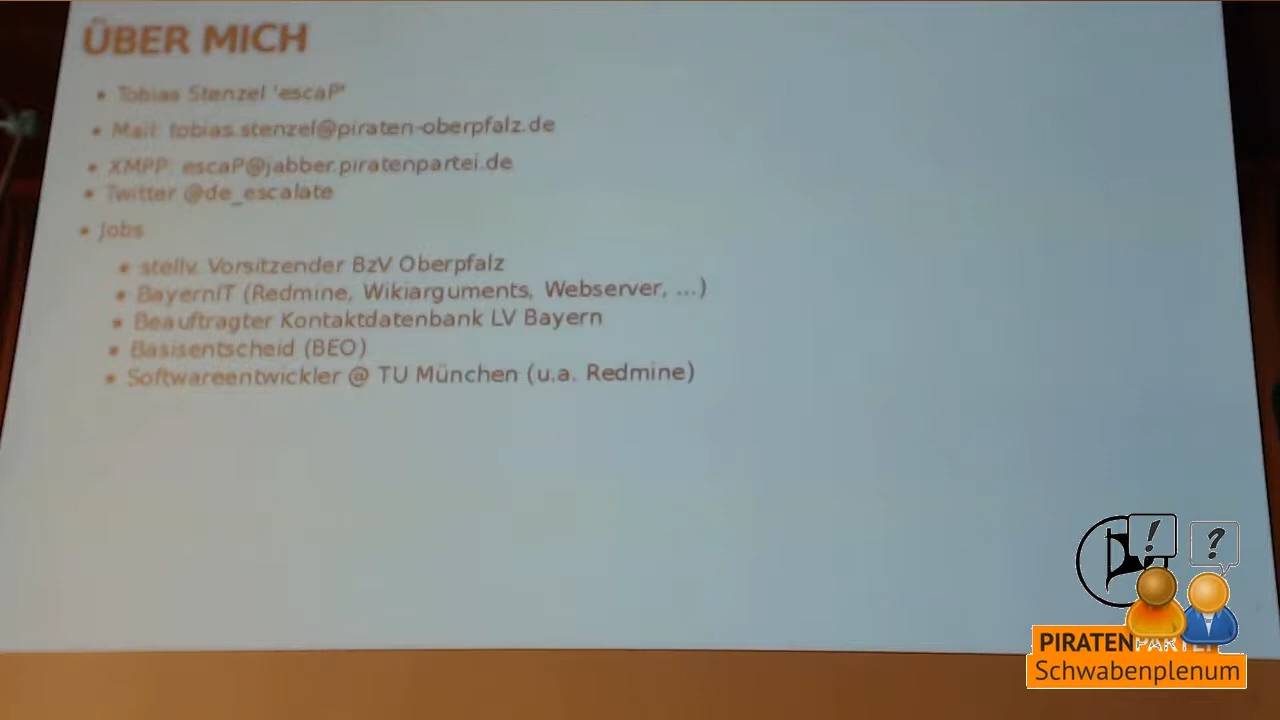 ÜBER MICH
• Tobias Stenzel 'escaP'
• Mail: tobias.stenzel@piraten-oberpfalz.de
• XMPP: escaP@jabber.piratenpartei.de
• Twitter @de_escalate
• Jobs
• stellv. Vorsitzender BzV Oberpfalz
• BayernIT (Redmine, Wikiarguments, Webserver, ...)
• Beauftragter Kontaktdatenbank LV Bayern
• Basisentscheid (BEO)
• Softwareentwickler @ TU München (u.a. Redmine)
! ?
PIRATENPARTEI
Schwabenplenum